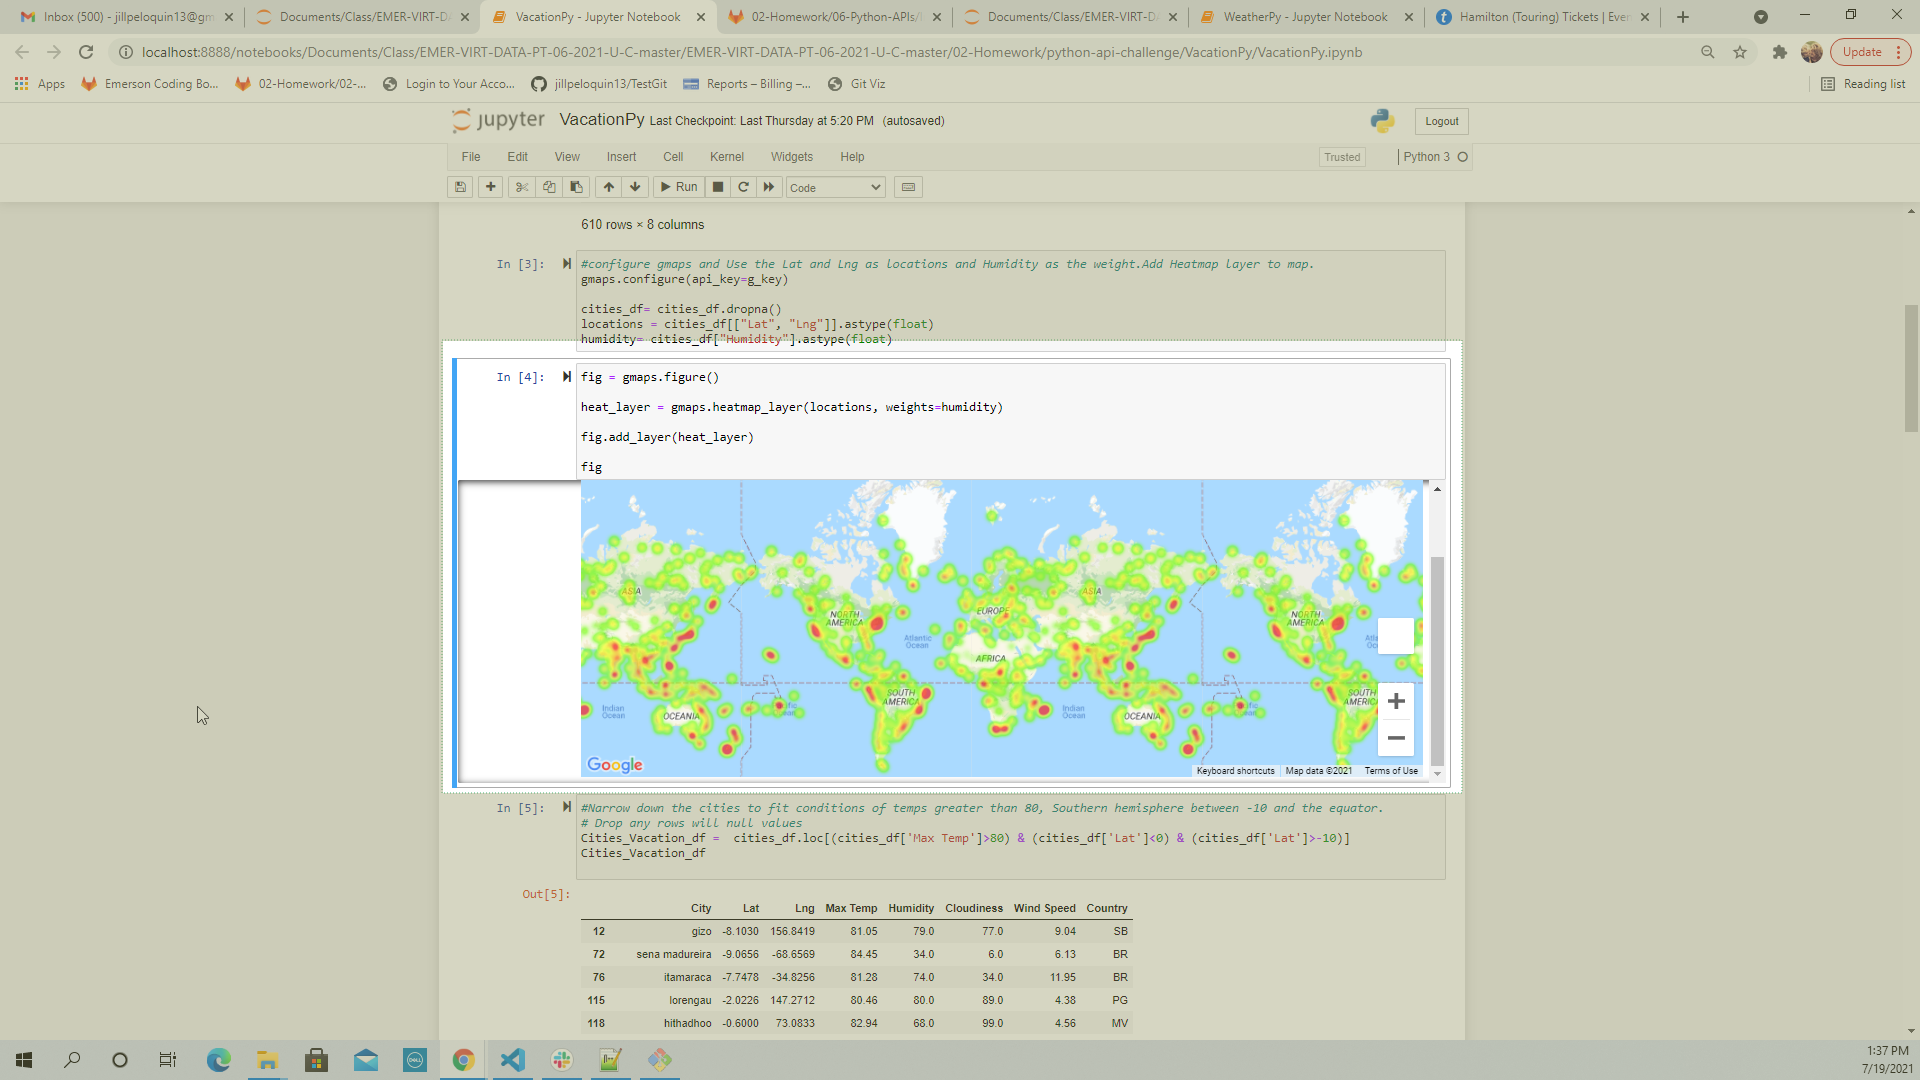 Inbox (500) - jillpeloquin13@gm
Documents/Class/EMER-VIRT-D
VacationPy - Jupyter Notebook
02-Homework/06-Python-APIs/
Documents/Class/EMER-VIRT-DA
WeatherPy - Jupyter Notebook
Hamilton (Touring) Tickets | Even
localhost:8888/notebooks/Documents/Class/EMER-VIRT-DATA-PT-06-2021-U-C-master/EMER-VIRT-DATA-PT-06-2021-U-C-master/02-Homework/python-api-challenge/VacationPy/VacationPy.ipynb
Update
Apps
Emerson Coding Bo...
02-Homework/02-...
Login to Your Acco...
jillpeloquin13/TestGit
Reports – Billing –...
Git Viz
Reading list
jupyter VacationPy Last Checkpoint: Last Thursday at 5:20 PM (autosaved)
Logout
File Edit View Insert Cell Kernel Widgets Help
Trusted
Python 3
Run
Code
610 rows × 8 columns
In [3]:
#configure gmaps and Use the Lat and Lng as locations and Humidity as the weight.Add Heatmap layer to map.
gmaps.configure(api_key=g_key)
cities_df= cities_df.dropna()
locations = cities_df[["Lat", "Lng"]].astype(float)
humidity= cities_df["Humidity"].astype(float)
In [4]:
fig = gmaps.figure()
heat_layer = gmaps.heatmap_layer(locations, weights=humidity)
fig.add_layer(heat_layer)
fig
ASIA
NORTH AMERICA
EUROPE
ASIA
NORTH AMERICA
Atlantic Ocean
AFRICA
SOUTH AMERICA
SOUTH AMERICA
Indian Ocean
OCEANIA
Indian Ocean
OCEANIA
Google
Keyboard shortcuts
Map data ©2021
Terms of Use
In [5]:
#Narrow down the cities to fit conditions of temps greater than 80, Southern hemisphere between -10 and the equator.
# Drop any rows will null values
Cities_Vacation_df = cities_df.loc[(cities_df['Max Temp']>80) & (cities_df['Lat']<0) & (cities_df['Lat']>-10)]
Cities_Vacation_df
Out[5]:
City Lat Lng Max Temp Humidity Cloudiness Wind Speed Country
12 gizo -8.1030 156.8419 81.05 79.0 77.0 9.04 SB
72 sena madureira -9.0656 -68.6569 84.45 34.0 6.0 6.13 BR
76 itamaraca -7.7478 -34.8256 81.28 74.0 34.0 11.95 BR
115 lorengau -2.0226 147.2712 80.46 80.0 89.0 4.38 PG
118 hithadhoo -0.6000 73.0833 82.94 68.0 99.0 4.56 MV
1:37 PM
7/19/2021